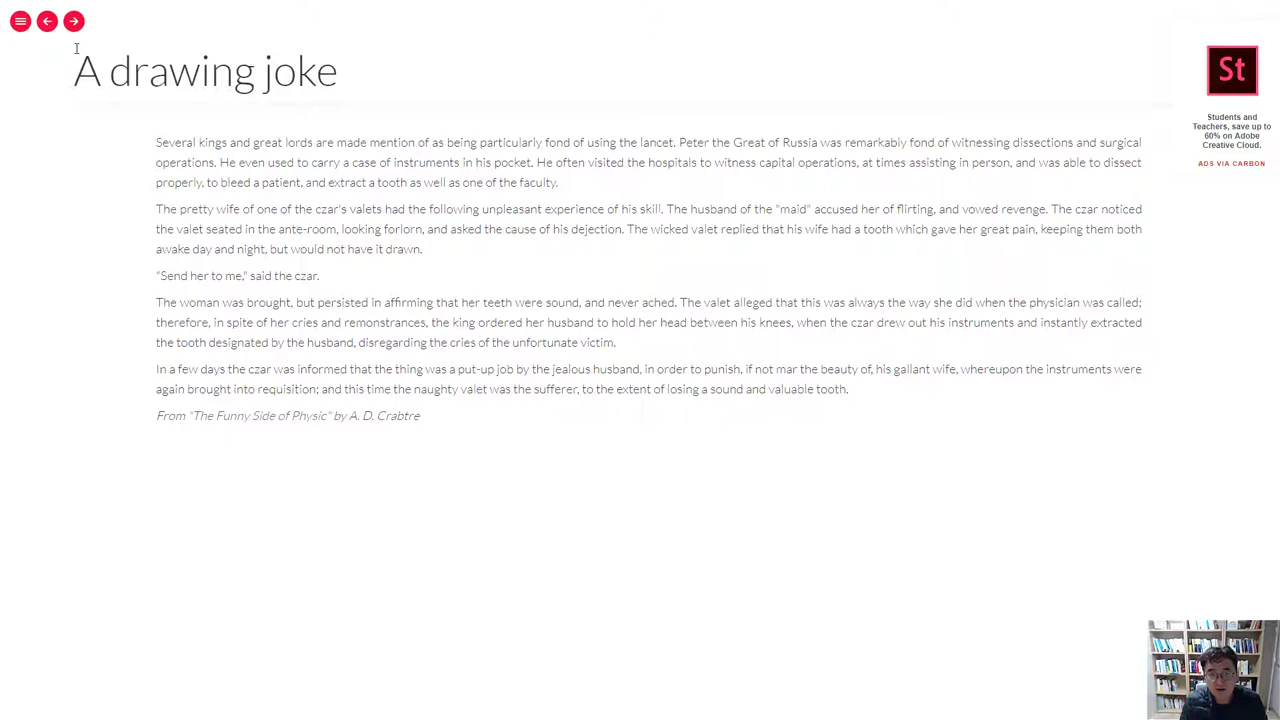 A drawing joke
Several kings and great lords are made mention of as being particularly fond of using the lancet. Peter the Great of Russia was remarkably fond of witnessing dissections and surgical
operations. He even used to carry a case of instruments in his pocket. He often visited the hospitals to witness capital operations, at times assisting in person, and was able to dissect
properly, to bleed a patient, and extract a tooth as well as one of the faculty.
The pretty wife of one of the czar's valets had the following unpleasant experience of his skill. The husband of the "maid" accused her of flirting, and vowed revenge. The czar noticed
the valet seated in the ante-room, looking forlorn, and asked the cause of his dejection. The wicked valet replied that his wife had a tooth which gave her great pain, keeping them both
awake day and night, but would not have it drawn.
"Send her to me," said the czar.
The woman was brought, but persisted in affirming that her teeth were sound, and never ached. The valet alleged that this was always the way she did when the physician was called;
therefore, in spite of her cries and remonstrances, the king ordered her husband to hold her head between his knees, when the czar drew out his instruments and instantly extracted
the tooth designated by the husband, disregarding the cries of the unfortunate victim.
In a few days the czar was informed that the thing was a put-up job by the jealous husband, in order to punish, if not mar the beauty of, his gallant wife, whereupon the instruments were
again brought into requisition; and this time the naughty valet was the sufferer, to the extent of losing a sound and valuable tooth.
From "The Funny Side of Physic" by A. D. Crabtre
St
Students and
Teachers, save up to
60% on Adobe
Creative Cloud.
ADS VIA CARBON